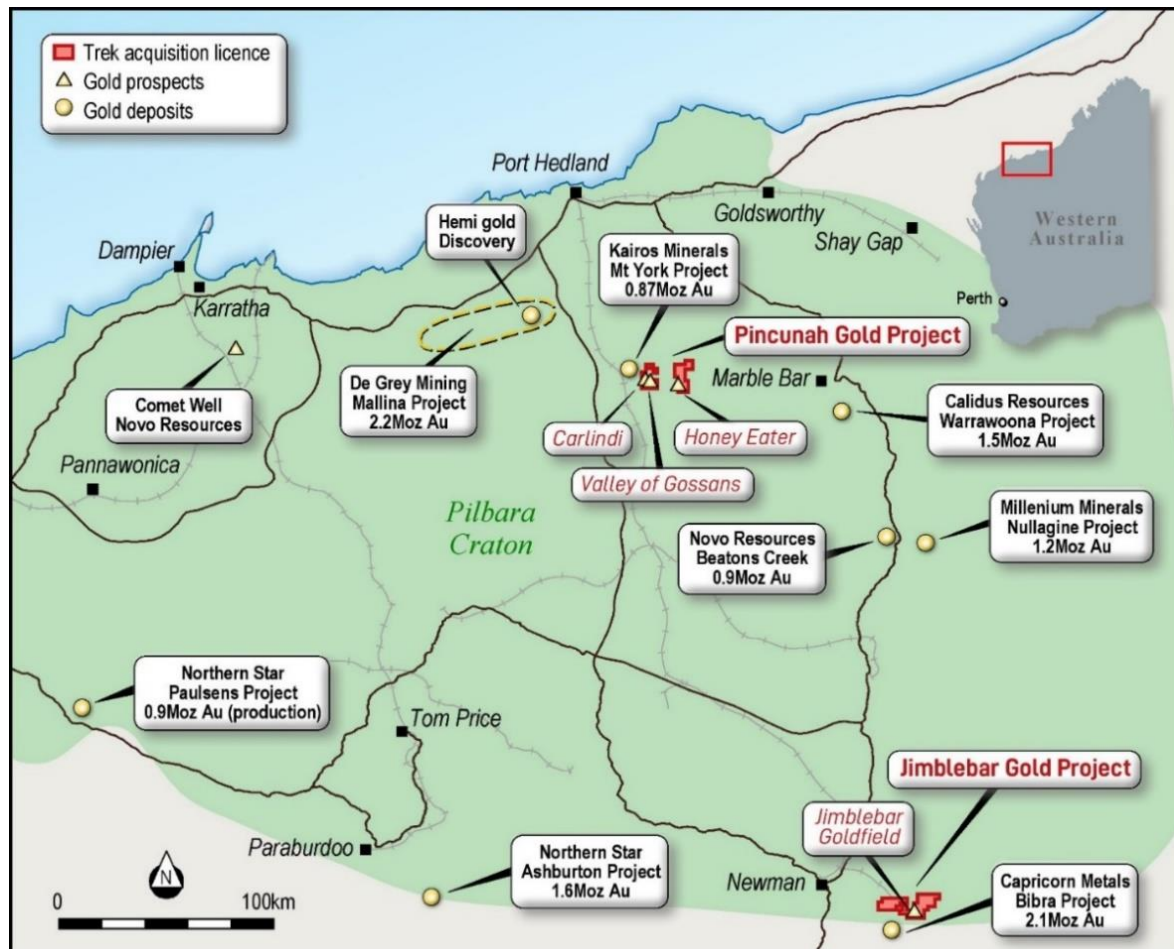 Trek acquisition licence
Gold prospects
Gold deposits
Port Hedland
Goldsworthy
Shay Gap
Western
Australia
Perth
Hemi gold
Discovery
Kairos Minerals
Mt York Project
0.87Moz Au
Dampier
Karratha
Pincunah Gold Project
Marble Bar
Comet Well
Novo Resources
De Grey Mining
Mallina Project
2.2Moz Au
Carlindi
Honey Eater
Valley of Gossans
Calidus Resources
Warrawoona Project
1.5Moz Au
Pannawonica
Pilbara
Craton
Novo Resources
Beatons Creek
0.9Moz Au
Millenium Minerals
Nullagine Project
1.2Moz Au
Northern Star
Paulsens Project
0.9Moz Au (production)
Tom Price
Jimblebar Gold Project
Jimblebar
Goldfield
Paraburdoo
Northern Star
Ashburton Project
1.6Moz Au
Newman
Capricorn Metals
Bibra Project
2.1Moz Au
N
0 100km